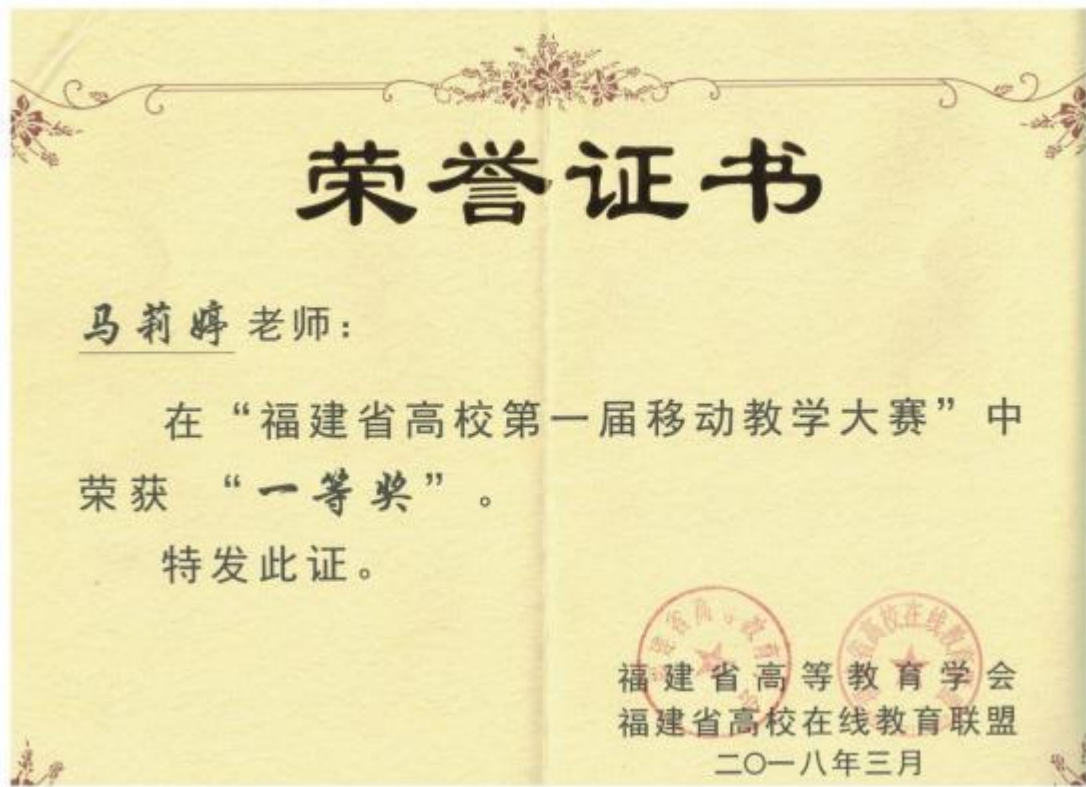 荣誉证书
马莉婷 老师：
在“福建省高校第一届移动教学大赛”中
荣获 “一等奖”。
特发此证。
福建省高等教育学会
福建省高校在线教育联盟
二〇一八年三月